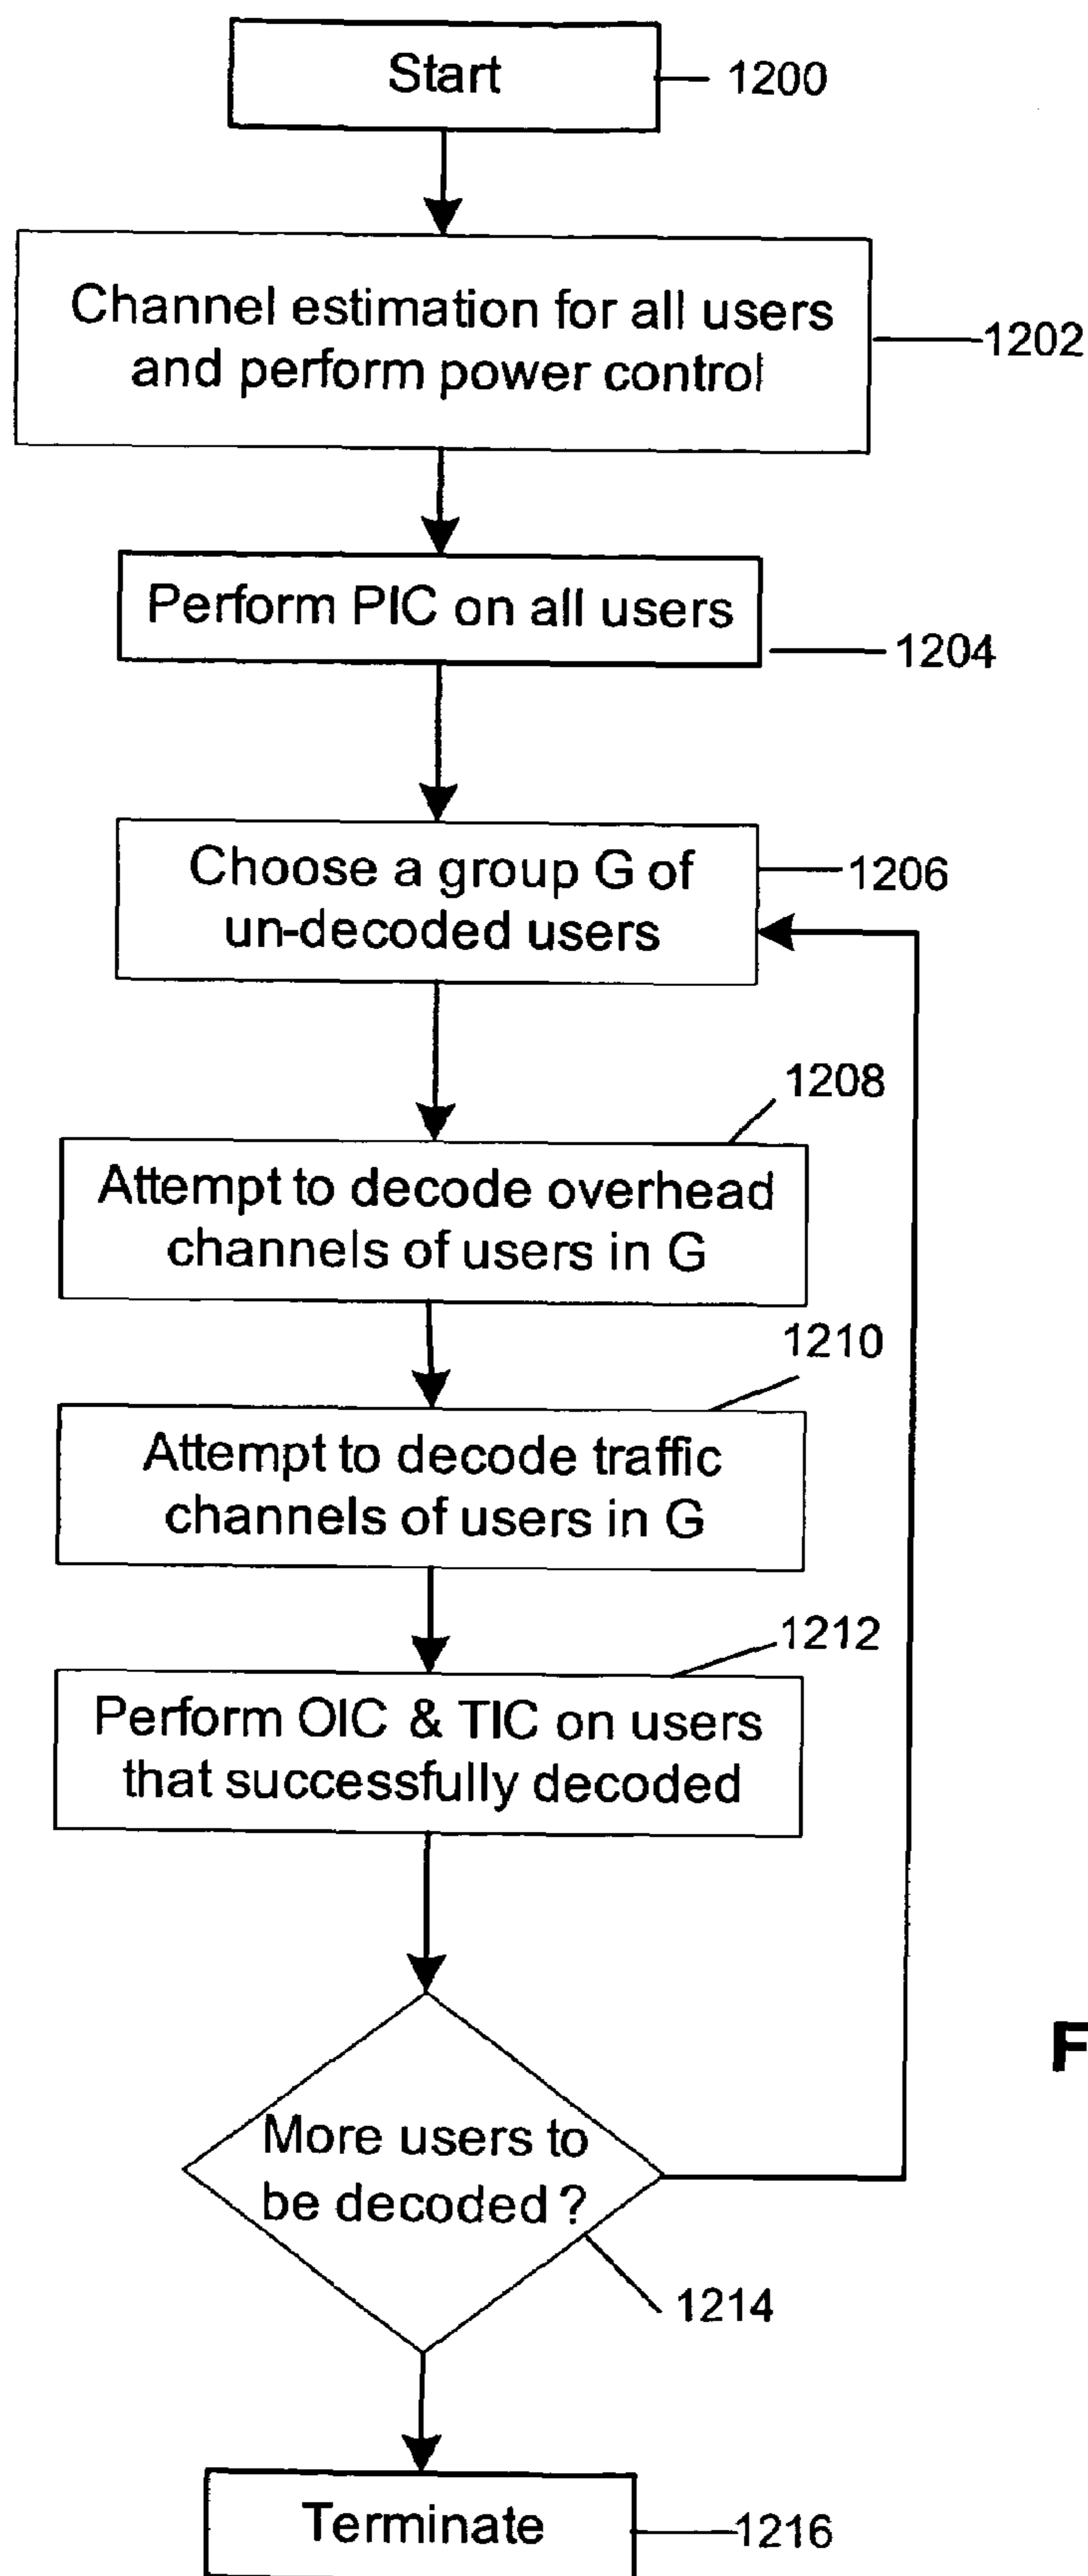 Start
1200
Channel estimation for all users
and perform power control
1202
Perform PIC on all users
1204
Choose a group G of
un-decoded users
1206
1208
Attempt to decode overhead
channels of users in G
1210
Attempt to decode traffic
channels of users in G
1212
Perform OIC & TIC on users
that successfully decoded
F
More users to
be decoded ?
1214
Terminate
1216